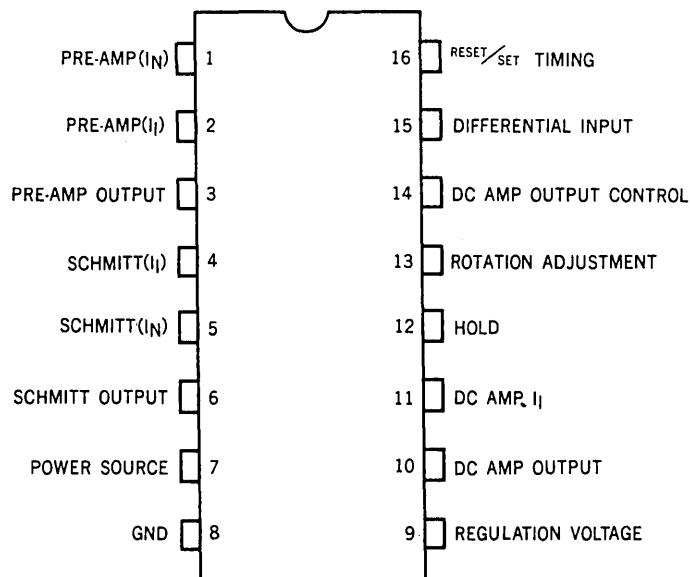 PRE-AMP(IN) 1 16 RESET/SET TIMING
PRE-AMP(II) 2 15 DIFFERENTIAL INPUT
PRE-AMP OUTPUT 3 14 DC AMP OUTPUT CONTROL
SCHMITT(II) 4 13 ROTATION ADJUSTMENT
SCHMITT(IN) 5 12 HOLD
SCHMITT OUTPUT 6 11 DC AMP. II
POWER SOURCE 7 10 DC AMP OUTPUT
GND 8 9 REGULATION VOLTAGE